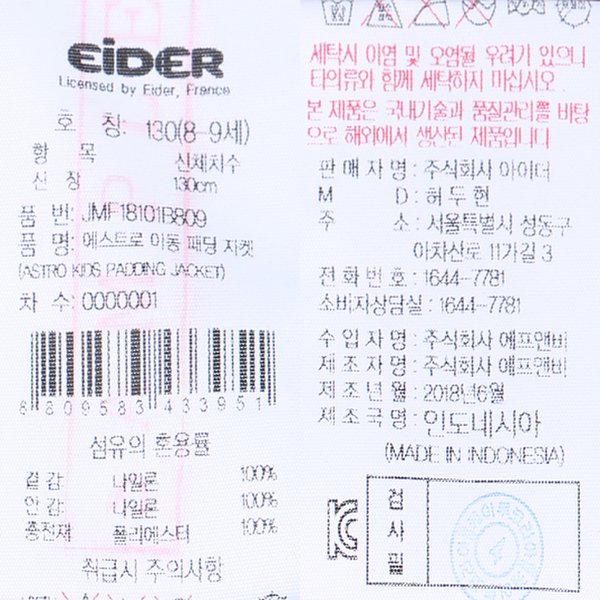 EiDER
Licensed by Eider, France
호 칭: 130(8-9세)
항 목 신체치수
신 장 130cm
품 번: JMF18101B809
품 명: 에스트로 아동 패딩 자켓
(ASTRO KIDS PADDING JACKET)
차 수: 0000001
8 809583 433951
섬유의 혼용률
겉감: 나일론 100%
안감: 나일론 100%
충전재 폴리에스터 100%
취급시 주의사항
세탁시 이염 및 오염될 우려가 있으니
타의류와 함께 세탁하지 마십시오.
본 제품은 국내기술과 품질관리를 바탕
으로 해외에서 생산된 제품입니다
판 매 자 명 : 주식회사 아이더
M D : 허 두 현
주 소 : 서울특별시 성동구
아차산로 11가길 3
전 화 번 호 : 1644-7781
소비자상담실 : 1644-7781
수 입 자 명 : 주식회사 에프앤비
제 조 자 명 : 주식회사 에프앤비
제 조 년 월 : 2018년6월
제 조 국 명 : 인도네시아
(MADE IN INDONESIA)
검
사
필